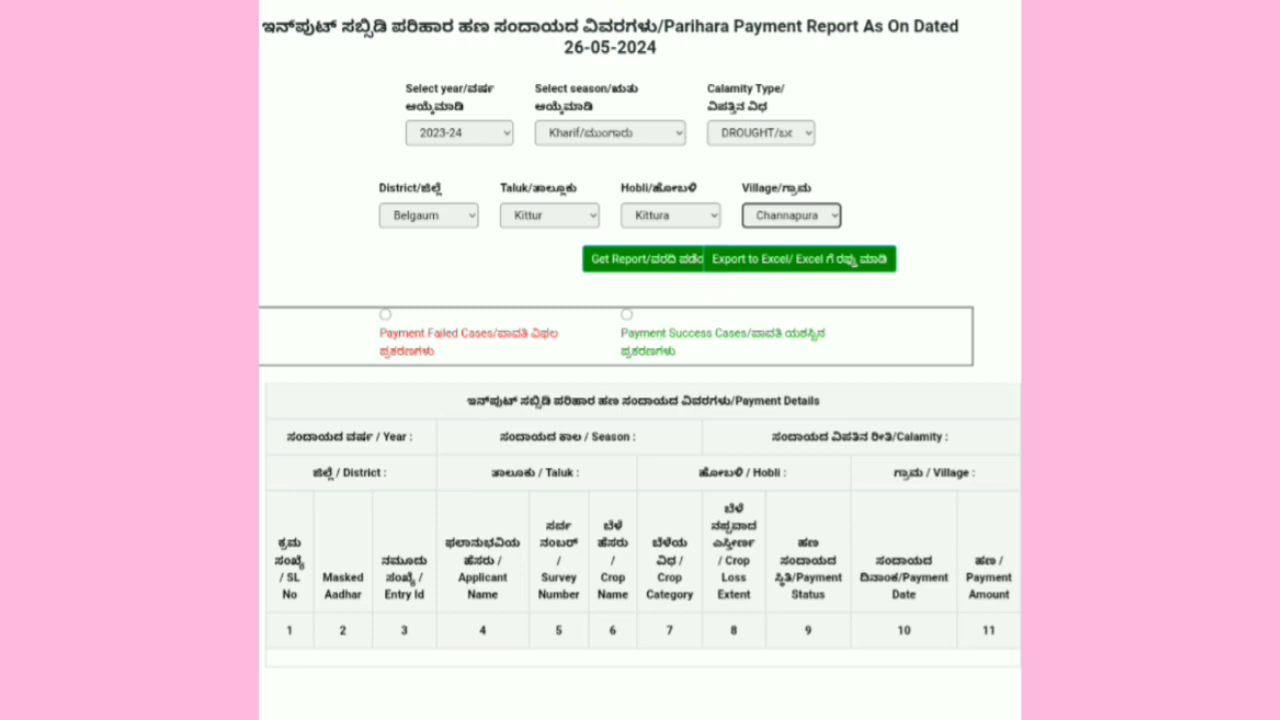 ಇನ್‌ಪುಟ್ ಸಬ್ಸಿಡಿ ಪರಿಹಾರ ಹಣ ಸಂದಾಯದ ವಿವರಗಳು/Parihara Payment Report As On Dated
26-05-2024
Select year/ವರ್ಷ Select season/ಋತು Calamity Type/
ಆಯ್ಕೆಮಾಡಿ ಆಯ್ಕೆಮಾಡಿ ವಿಪತ್ತಿನ ವಿಧ
2023-24 Kharif/ಮುಂಗಾರು DROUGHT/ಬರ
District/ಜಿಲ್ಲೆ Taluk/ತಾಲ್ಲೂಕು Hobli/ಹೋಬಳಿ Village/ಗ್ರಾಮ
Belgaum Kittur Kittura Channapura
Get Report/ವರದಿ ಪಡೆ Export to Excel/ Excel ಗೆ ರಫ್ತು ಮಾಡಿ
Payment Failed Cases/ಪಾವತಿ ವಿಫಲ Payment Success Cases/ಪಾವತಿ ಯಶಸ್ವಿನ
ಪ್ರಕರಣಗಳು ಪ್ರಕರಣಗಳು
ಇನ್‌ಪುಟ್ ಸಬ್ಸಿಡಿ ಪರಿಹಾರ ಹಣ ಸಂದಾಯದ ವಿವರಗಳು/Payment Details
ಸಂದಾಯದ ವರ್ಷ / Year : ಸಂದಾಯದ ಕಾಲ / Season : ಸಂದಾಯದ ವಿಪತಿನ ರೀತಿ/Calamity :
ಜಿಲ್ಲೆ / District : ತಾಲೂಕು / Taluk : ಹೋಬಳಿ / Hobli : ಗ್ರಾಮ / Village :
ಕ್ರಮ
ಸಂಖ್ಯೆ
/ SL
No
Masked
Aadhar
ನಮೂದು
ಸಂಖ್ಯೆ /
Entry Id
ಫಲಾನುಭವಿಯ
ಹೆಸರು /
Applicant
Name
ಸರ್ವೆ
ನಂಬರ್
/
Survey
Number
ಬೆಳೆ
ಹೆಸರು
/
Crop
Name
ಬೆಳೆಯ
ವಿಧ /
Crop
Category
ಬೆಳೆ
ನಷ್ಟವಾದ
ವಿಸ್ತೀರ್ಣ
/ Crop
Loss
Extent
ಹಣ
ಸಂದಾಯದ
ಸ್ಥಿತಿ/Payment
Status
ಸಂದಾಯದ
ದಿನಾಂಕ/Payment
Date
ಹಣ /
Payment
Amount
1 2 3 4 5 6 7 8 9 10 11